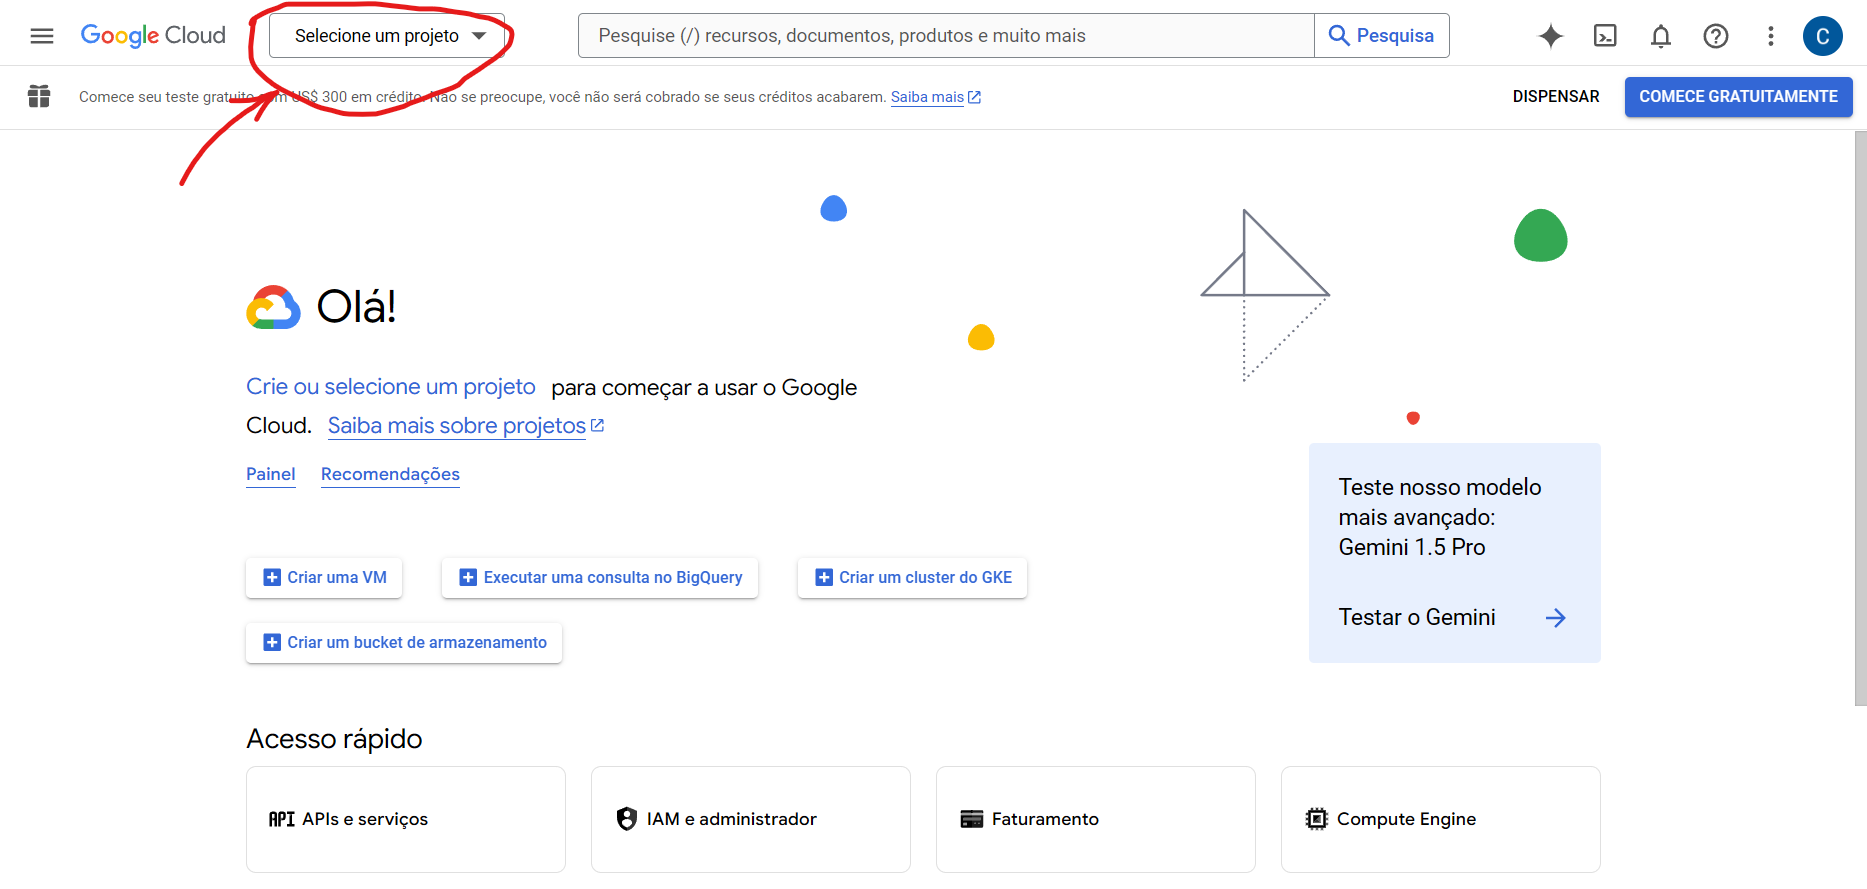 Google Cloud
Selecione um projeto
Pesquise (/) recursos, documentos, produtos e muito mais
Pesquisa
C
Comece seu teste gratuito com US$ 300 em crédito. Não se preocupe, você não será cobrado se seus créditos acabarem. Saiba mais
DISPENSAR
COMECE GRATUITAMENTE
Olá!
Crie ou selecione um projeto para começar a usar o Google
Cloud. Saiba mais sobre projetos
Painel Recomendações
Teste nosso modelo
mais avançado:
Gemini 1.5 Pro
Testar o Gemini
Criar uma VM
Executar uma consulta no BigQuery
Criar um cluster do GKE
Criar um bucket de armazenamento
Acesso rápido
API APIs e serviços
IAM e administrador
Faturamento
Compute Engine